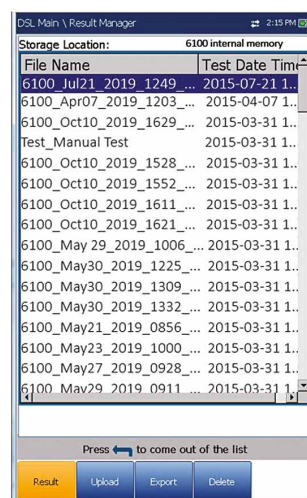 DSL Main \ Result Manager 2:15 PM
Storage Location: 6100 internal memory
File Name Test Date Time
6100_Jul21_2019_1249_... 2015-07-21 1..
6100_Apr07_2019_1203_... 2015-04-07 1..
6100_Oct10_2019_1629_... 2015-03-31 1..
Test_Manual Test 2015-03-31 1..
6100_Oct10_2019_1528_... 2015-03-31 1..
6100_Oct10_2019_1552_... 2015-03-31 1..
6100_Oct10_2019_1611_... 2015-03-31 1..
6100_Oct10_2019_1621_... 2015-03-31 1..
6100_May 29_2019_1006_... 2015-03-31 1..
6100_May30_2019_1225_... 2015-03-31 1..
6100_May30_2019_1309_... 2015-03-31 1..
6100_May30_2019_1332_... 2015-03-31 1..
6100_May21_2019_0856_... 2015-03-31 1..
6100_May23_2019_1000_... 2015-03-31 1..
6100_May27_2019_0928_... 2015-03-31 1..
6100_May29_2019_0911_... 2015-03-31 1..
Press to come out of the list
Result Upload Export Delete